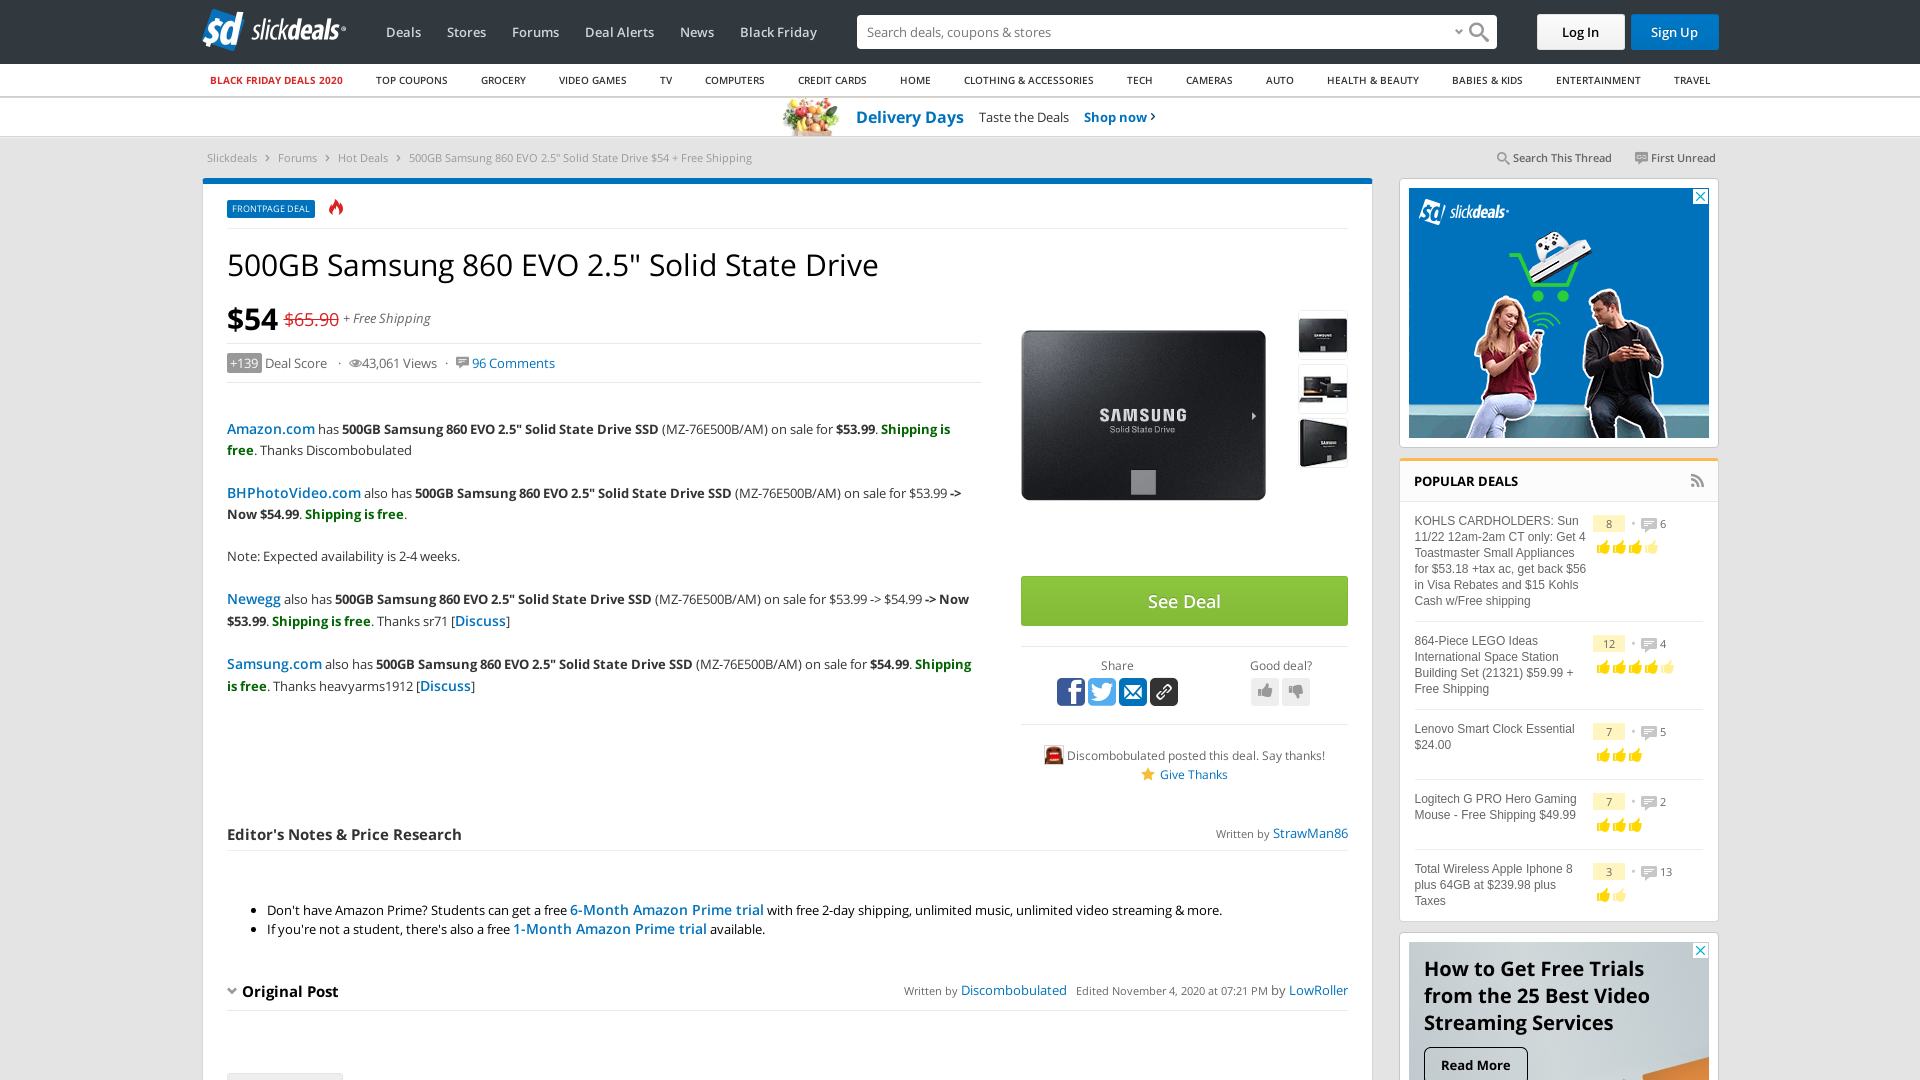 slickdeals
Deals
Stores
Forums
Deal Alerts
News
Black Friday
Search deals, coupons & stores
Log In
Sign Up
BLACK FRIDAY DEALS 2020
TOP COUPONS
GROCERY
VIDEO GAMES
TV
COMPUTERS
CREDIT CARDS
HOME
CLOTHING & ACCESSORIES
TECH
CAMERAS
AUTO
HEALTH & BEAUTY
BABIES & KIDS
ENTERTAINMENT
TRAVEL
Delivery Days
Taste the Deals
Shop now
Slickdeals
Forums
Hot Deals
500GB Samsung 860 EVO 2.5" Solid State Drive $54 + Free Shipping
Search This Thread
First Unread
FRONTPAGE DEAL
500GB Samsung 860 EVO 2.5" Solid State Drive
$54 $65.90 + Free Shipping
+139 Deal Score · 43,061 Views · 96 Comments
Amazon.com has 500GB Samsung 860 EVO 2.5" Solid State Drive SSD (MZ-76E500B/AM) on sale for $53.99. Shipping is
free. Thanks Discombobulated
BHPhotoVideo.com also has 500GB Samsung 860 EVO 2.5" Solid State Drive SSD (MZ-76E500B/AM) on sale for $53.99 ->
Now $54.99. Shipping is free.
Note: Expected availability is 2-4 weeks.
Newegg also has 500GB Samsung 860 EVO 2.5" Solid State Drive SSD (MZ-76E500B/AM) on sale for $53.99 -> $54.99 -> Now
$53.99. Shipping is free. Thanks sr71 [Discuss]
Samsung.com also has 500GB Samsung 860 EVO 2.5" Solid State Drive SSD (MZ-76E500B/AM) on sale for $54.99. Shipping
is free. Thanks heavyarms1912 [Discuss]
SAMSUNG
Solid State Drive
See Deal
Share
Good deal?
Discombobulated posted this deal. Say thanks!
Give Thanks
Editor's Notes & Price Research
Written by StrawMan86
Don't have Amazon Prime? Students can get a free 6-Month Amazon Prime trial with free 2-day shipping, unlimited music, unlimited video streaming & more.
If you're not a student, there's also a free 1-Month Amazon Prime trial available.
Original Post
Written by Discombobulated Edited November 4, 2020 at 07:21 PM by LowRoller
slickdeals
POPULAR DEALS
KOHLS CARDHOLDERS: Sun
11/22 12am-2am CT only: Get 4
Toastmaster Small Appliances
for $53.18 +tax ac, get back $56
in Visa Rebates and $15 Kohls
Cash w/Free shipping
8 · 6
864-Piece LEGO Ideas
International Space Station
Building Set (21321) $59.99 +
Free Shipping
12 · 4
Lenovo Smart Clock Essential
$24.00
7 · 5
Logitech G PRO Hero Gaming
Mouse - Free Shipping $49.99
7 · 2
Total Wireless Apple Iphone 8
plus 64GB at $239.98 plus
Taxes
3 · 13
How to Get Free Trials
from the 25 Best Video
Streaming Services
Read More